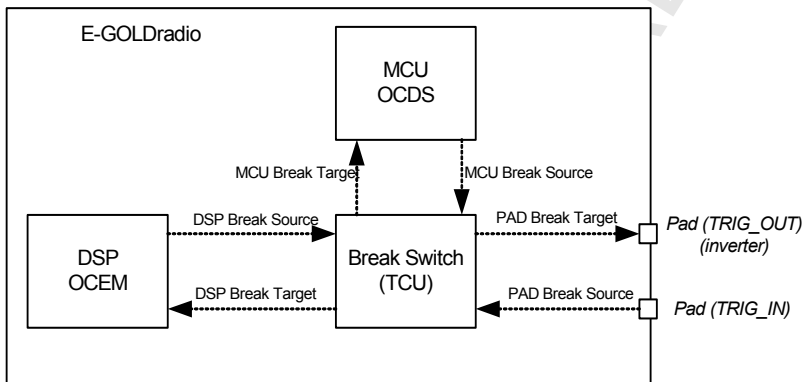 E-GOLDradio
MCU
OCDS
MCU Break Target
MCU Break Source
DSP Break Source
PAD Break Target
Pad (TRIG_OUT)
(inverter)
DSP
OCEM
Break Switch
(TCU)
DSP Break Target
PAD Break Source
Pad (TRIG_IN)